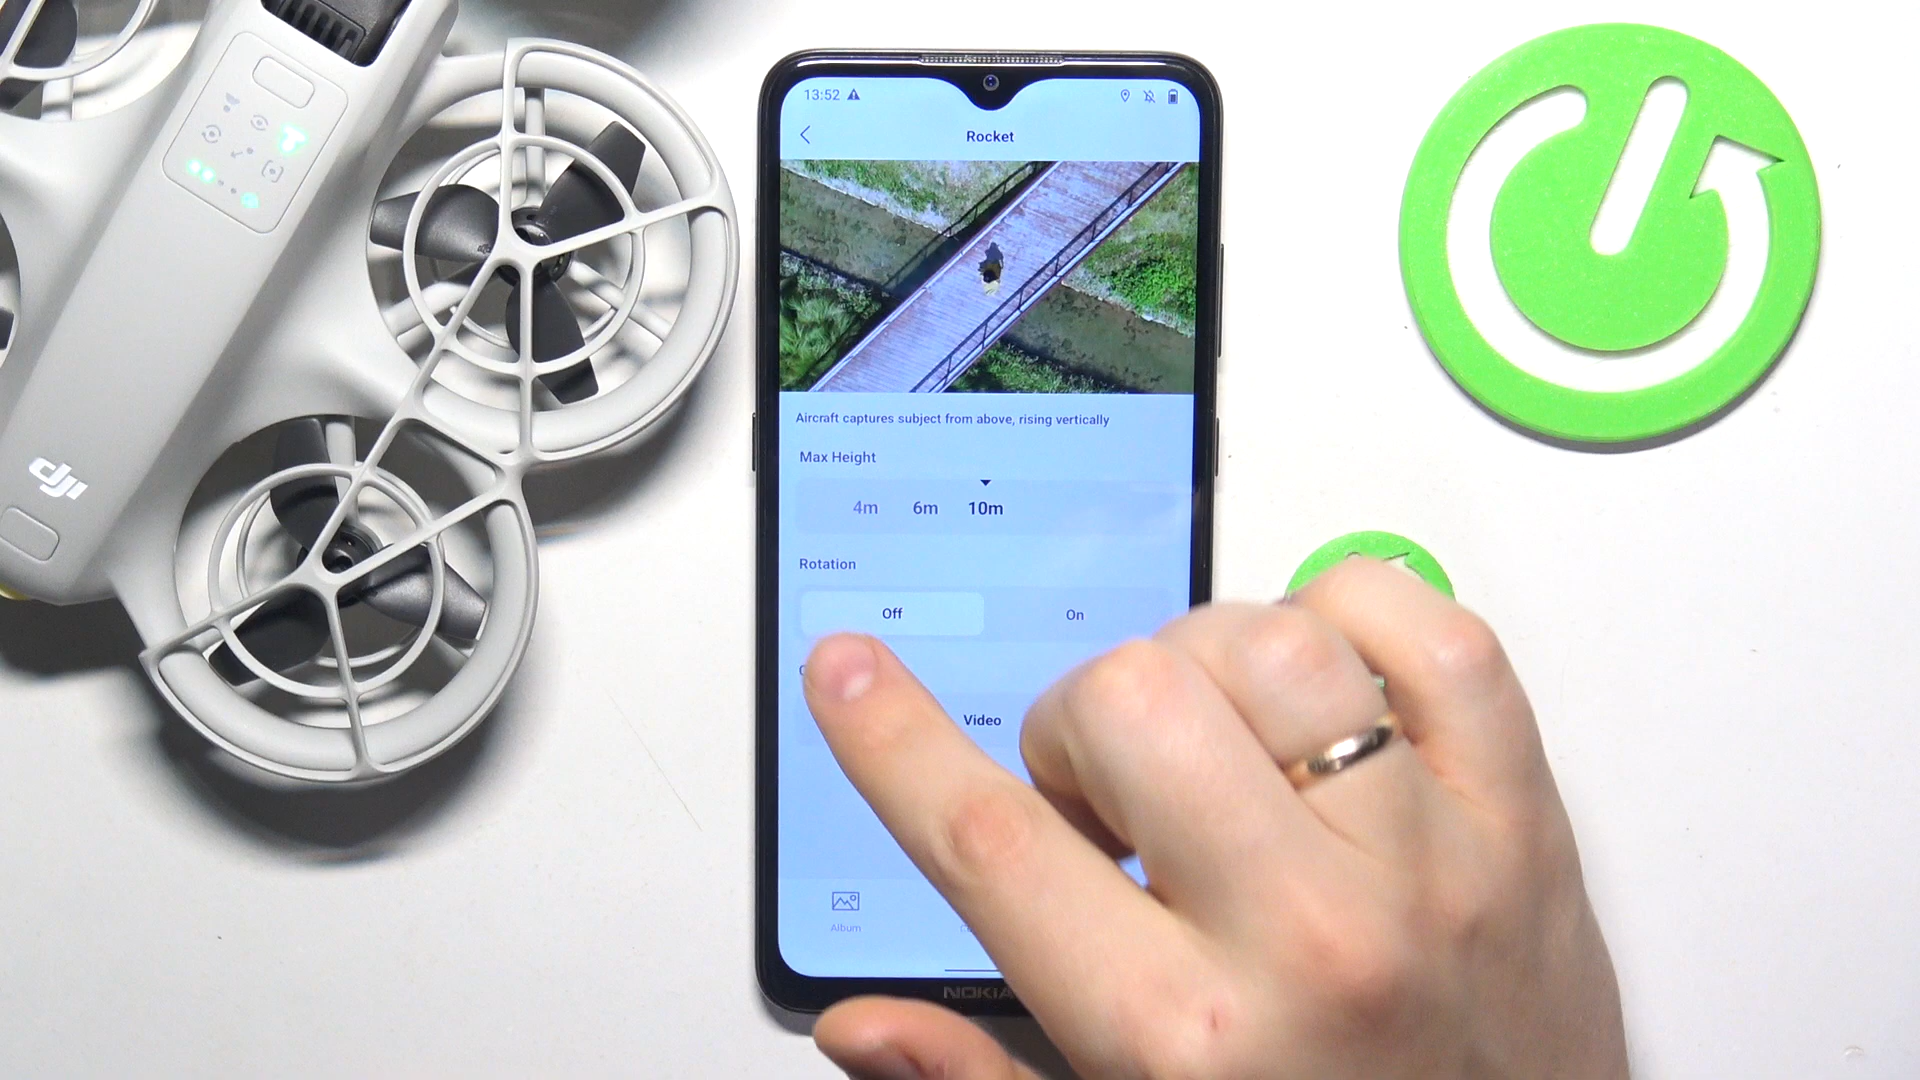 dji
13:52
Rocket
Aircraft captures subject from above, rising vertically
Max Height
4m 6m 10m
Rotation
Off On
Video
Album
NOKIA